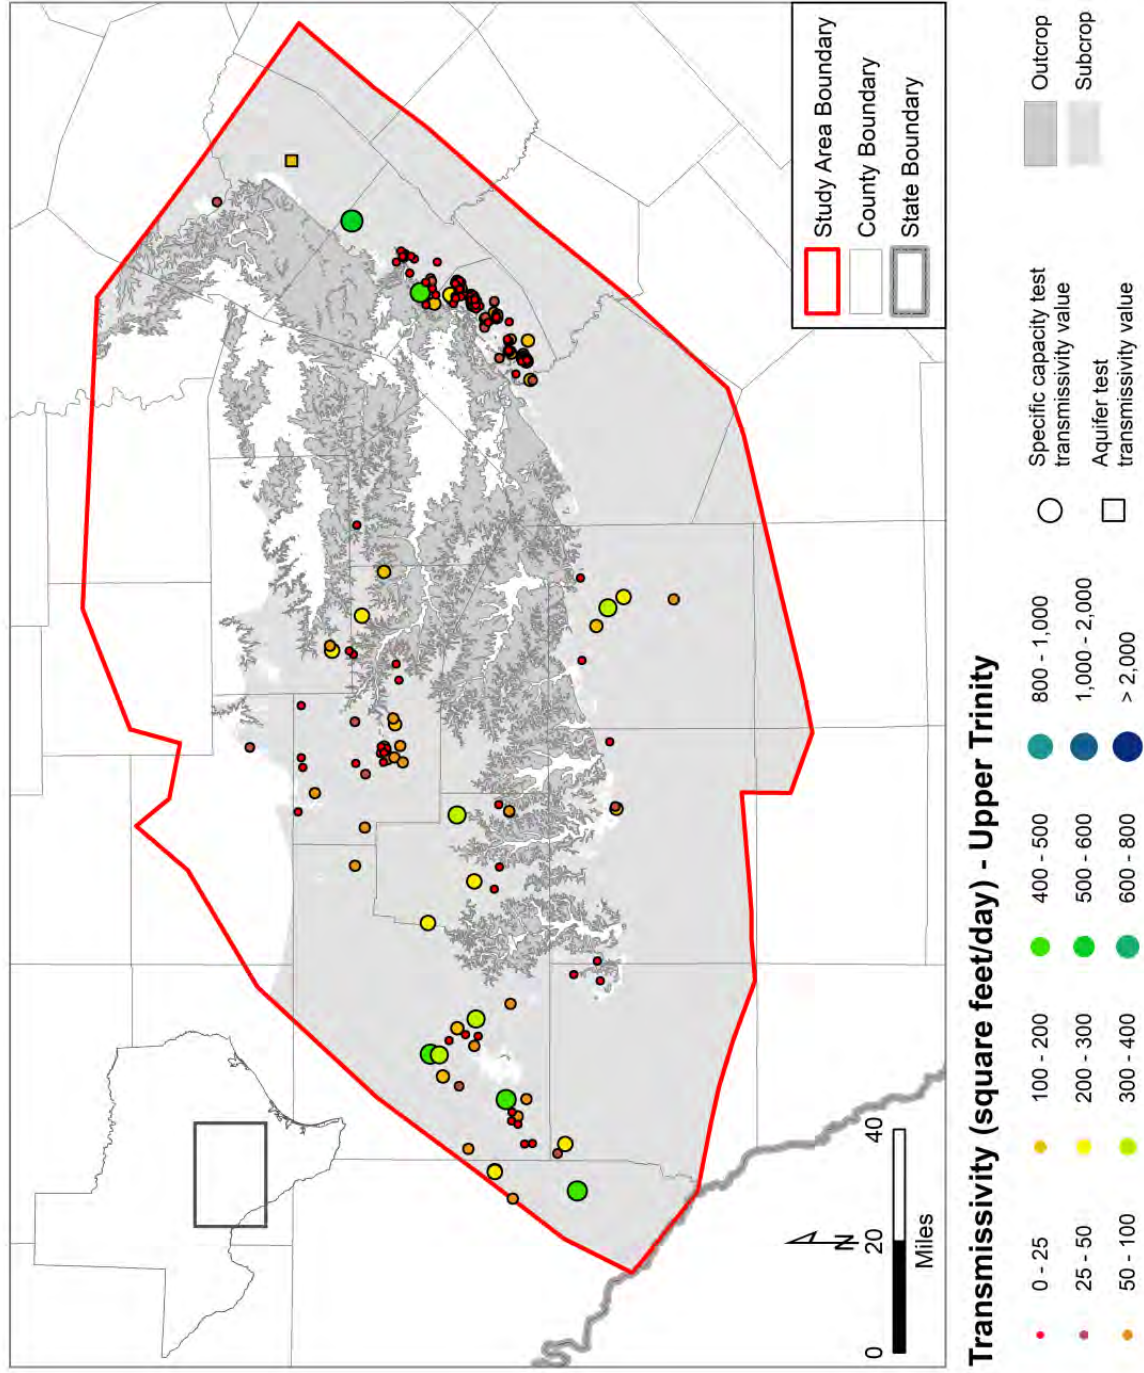 Study Area Boundary
County Boundary
State Boundary
N
0 20 40
Miles
Transmissivity (square feet/day) - Upper Trinity
0 - 25
25 - 50
50 - 100
100 - 200
200 - 300
300 - 400
400 - 500
500 - 600
600 - 800
800 - 1,000
1,000 - 2,000
> 2,000
Specific capacity test
transmissivity value
Aquifer test
transmissivity value
Outcrop
Subcrop